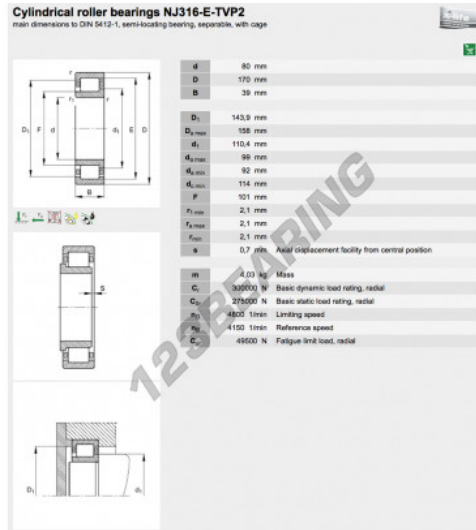 Cylindrical roller bearings NJ316-E-TVP2
main dimensions to DIN 5412-1, semi-locating bearing, separable, with cage
d 80 mm
D 170 mm
B 39 mm
D1 143,9 mm
Da max 158 mm
d1 110,4 mm
da max 99 mm
da min 92 mm
dc min 114 mm
F 101 mm
r1 min 2,1 mm
ra max 2,1 mm
rmin 2,1 mm
s 0,7 mm Axial displacement facility from central position
m 4,03 kg Mass
Cr 300000 N Basic dynamic load rating, radial
C0r 275000 N Basic static load rating, radial
nG 4800 1/min Limiting speed
nB 4150 1/min Reference speed
Cur 49500 N Fatigue limit load, radial
r
r1
D1 F d d1 E D
B
S
D1 d1
123BEARING